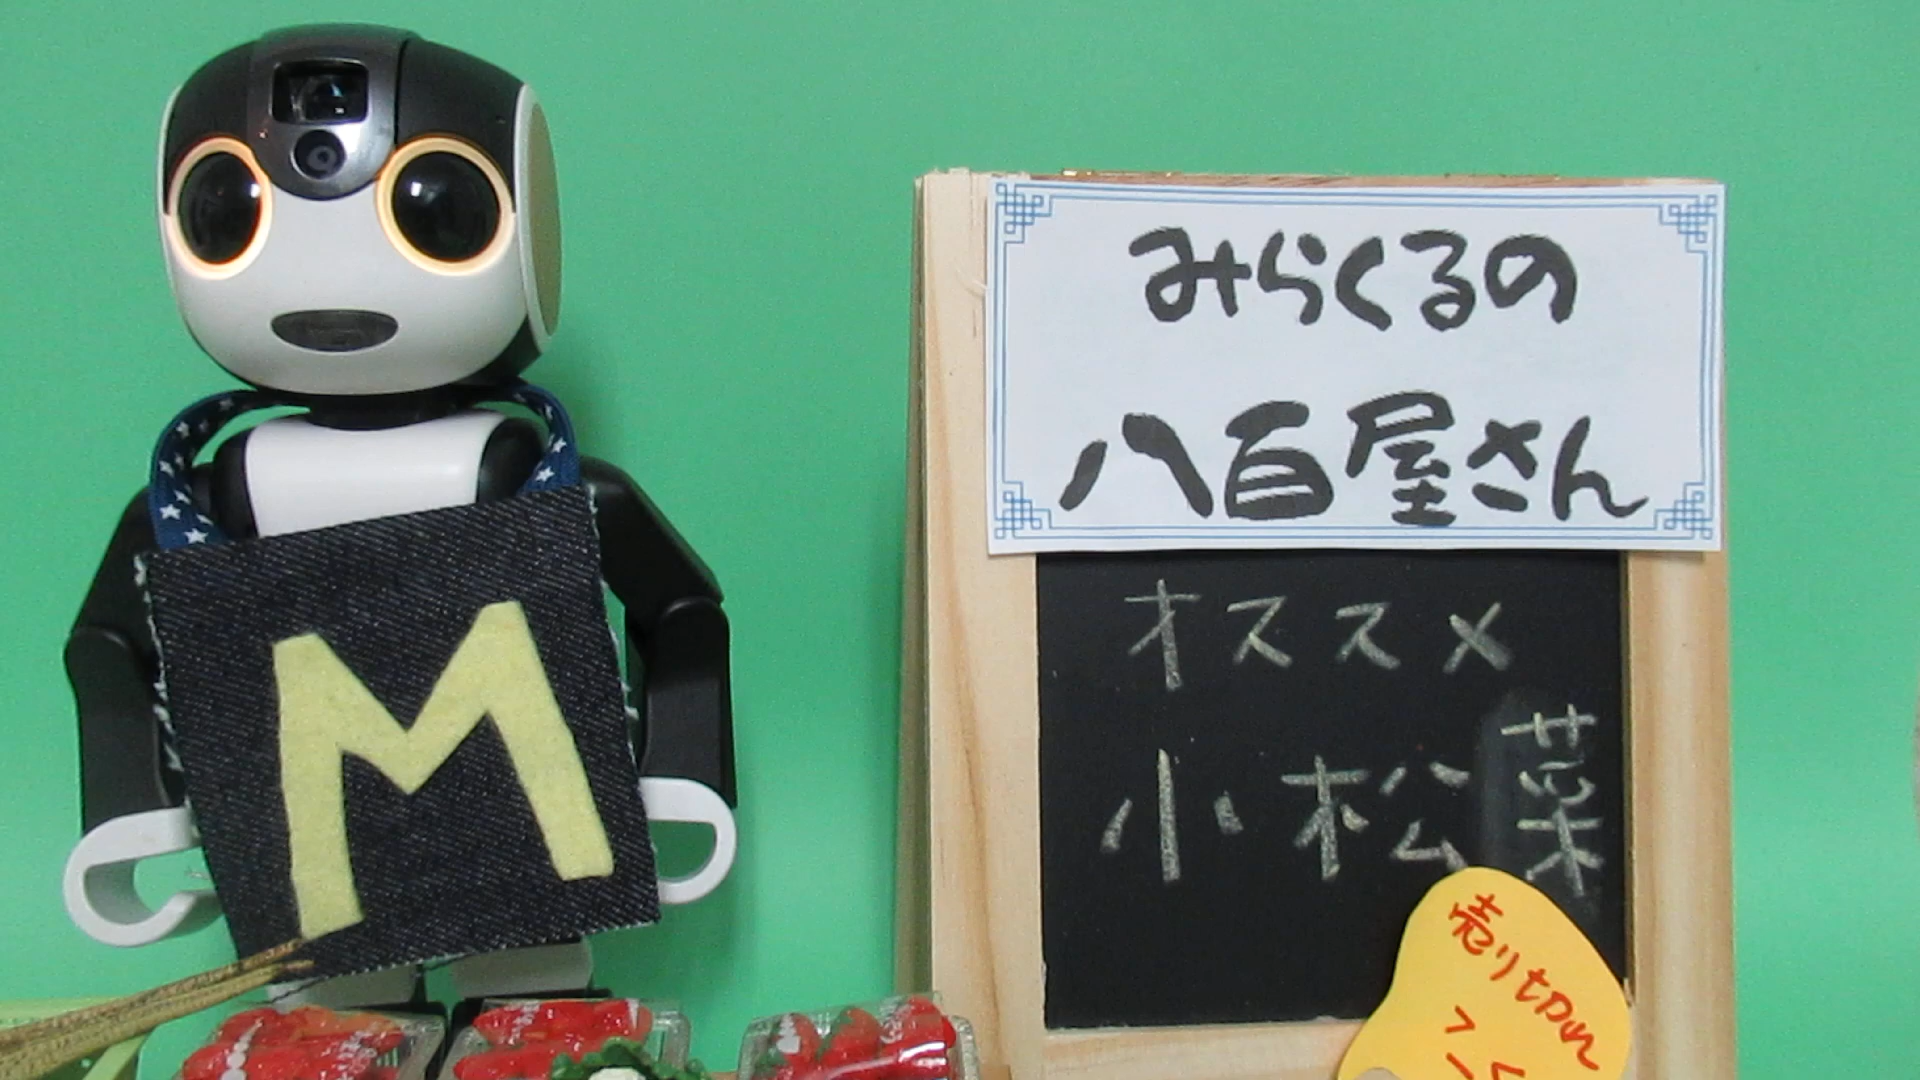 M
みらくるの
八百屋さん
オススメ
小松菜
売り切れ